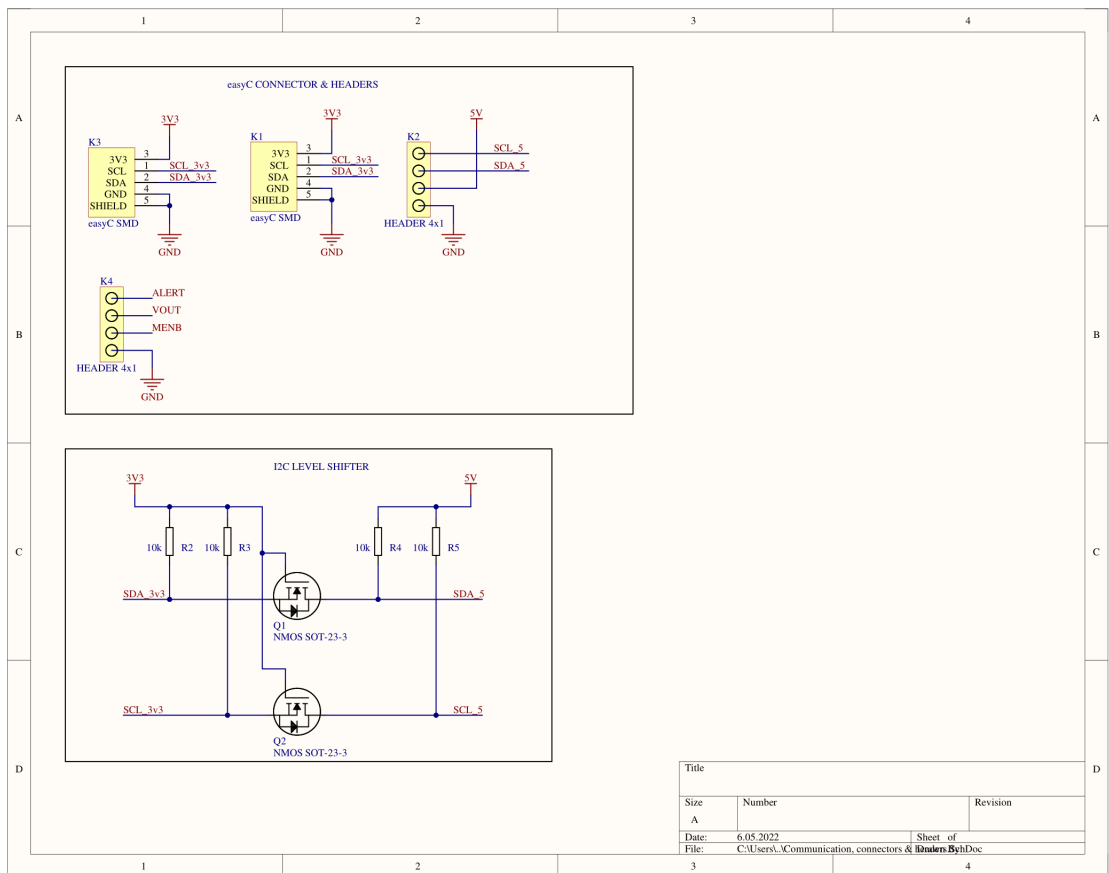 1 2 3 4
easyC CONNECTOR & HEADERS
A A
3V3 3V3 5V
K3 K1 K2
3V3 3 3V3 3 SCL_5
SCL 1 SCL_3v3 SCL 1 SCL_3v3
SDA 2 SDA_3v3 SDA 2 SDA_3v3 SDA_5
GND 4 GND 4
SHIELD 5 SHIELD 5
easyC SMD easyC SMD HEADER 4x1
GND GND GND
K4
ALERT
VOUT
MENB
B B
HEADER 4x1
GND
I2C LEVEL SHIFTER
3V3 5V
C C
10k R2 10k R3 10k R4 10k R5
SDA_3v3 SDA_5
Q1
NMOS SOT-23-3
SCL_3v3 SCL_5
Q2
NMOS SOT-23-3
D D
Title
Size Number Revision
A
Date: 6.05.2022 Sheet of
File: C:\Users\..\Communication, connectors &
1 2 3 4